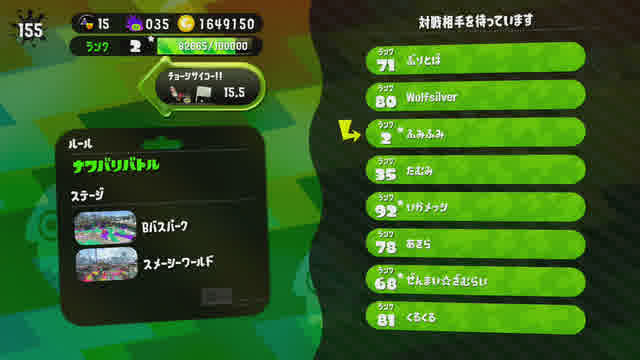 155
15
035
1649150
ランク 2* 82065/100000
チョーシサイコー!!
15.5
ルール
ナワバリバトル
ステージ
Bバスパーク
スメーシーワールド
対戦相手を待っています
ランク 71 ぷりとば
ランク 80 Wolfsilver
ランク 2* ふみふみ
ランク 35 たむみ
ランク 92* いかメッシ
ランク 78 あきら
ランク 68* ぜんまい☆ざむらい
ランク 81 くるくる